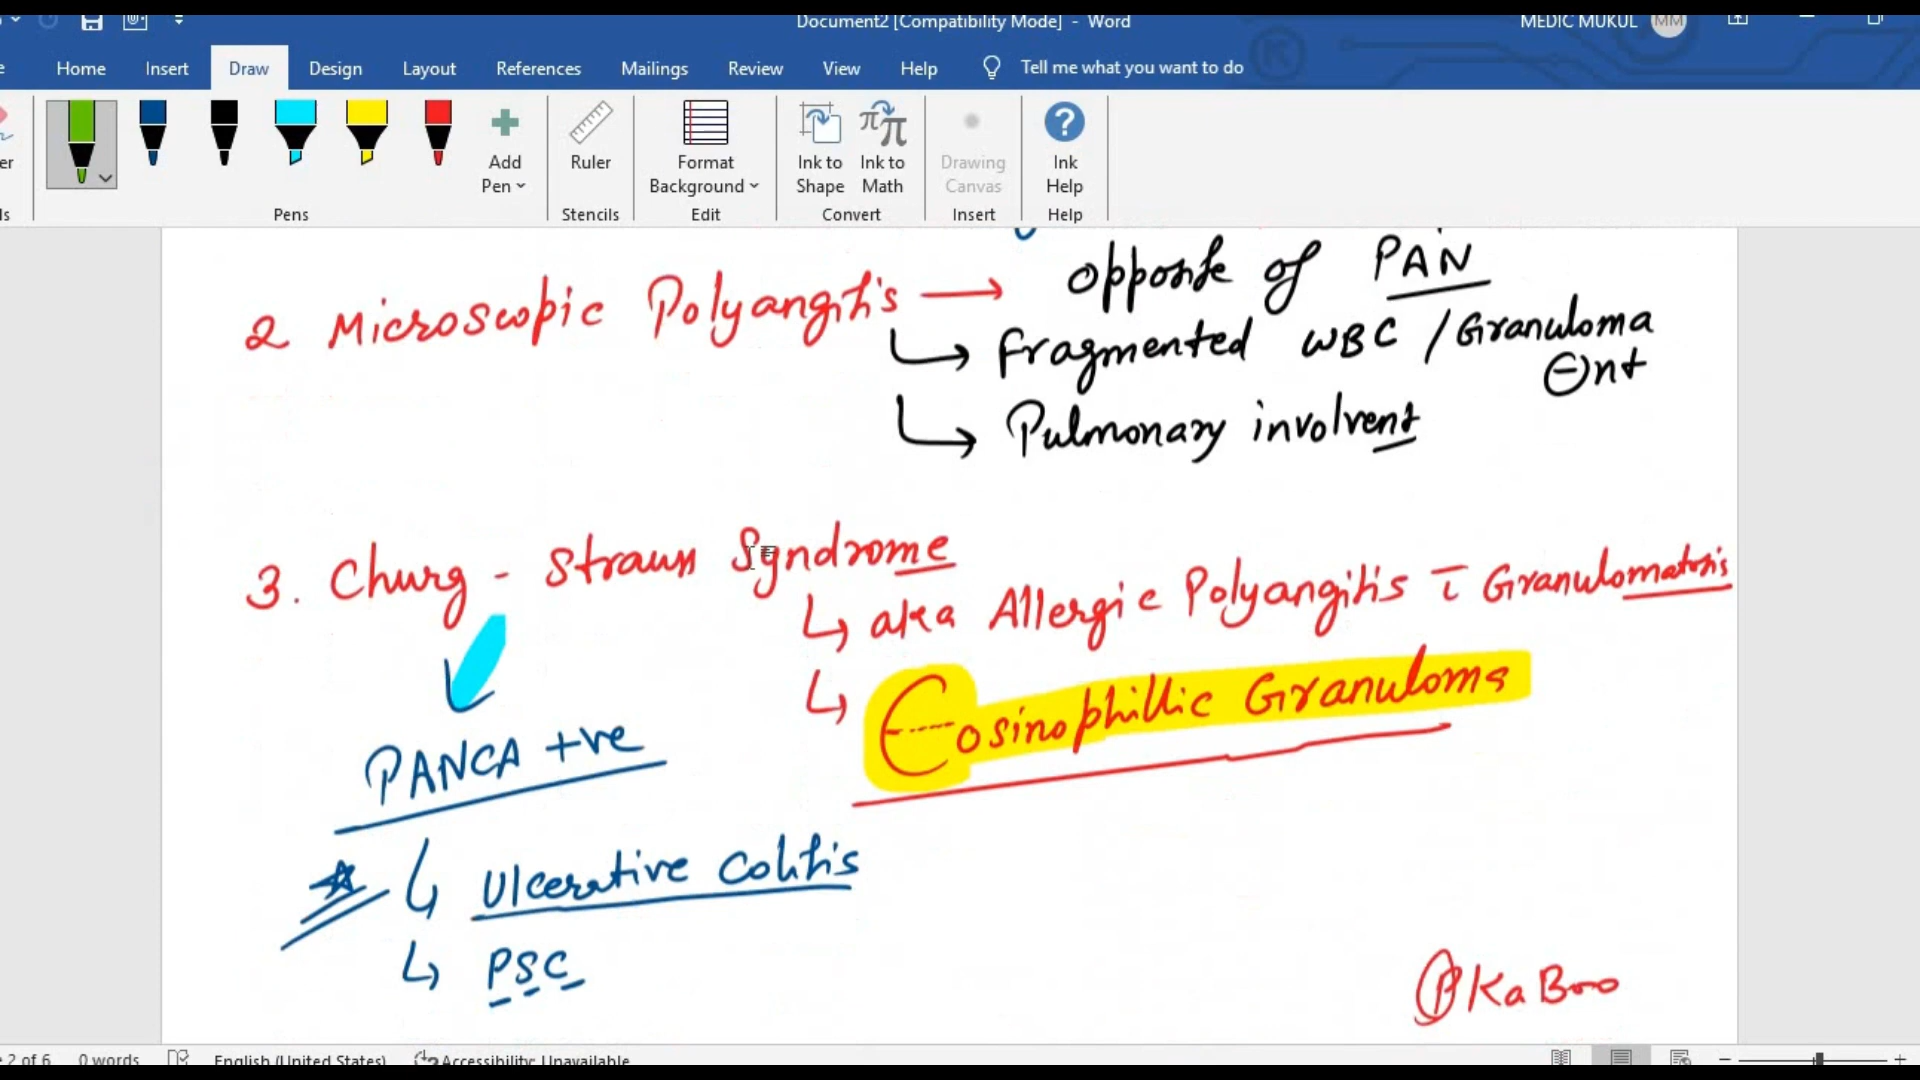 Document2 [Compatibility Mode] - Word
MEDIC MUKUL MM
Home Insert Draw Design Layout References Mailings Review View Help Tell me what you want to do
Add Pen
Ruler
Format Background
Ink to Shape
Ink to Math
Drawing Canvas
Ink Help
Pens Stencils Edit Convert Insert Help
opposite of PAN
2 Microscopic Polyangitis →
↳ Fragmented WBC / Granuloma
⊖nt
↳ Pulmonary involvent
3. Churg - Strauss Syndrome
↳ aka Allergic Polyangitis c̄ Granulomatosis
↳ Eosinophillic Granuloma
PANCA +ve
↳ Ulcerative Colitis
↳ PSC
PKaBoo
2 of 6 0 words English (United States) Accessibility: Unavailable